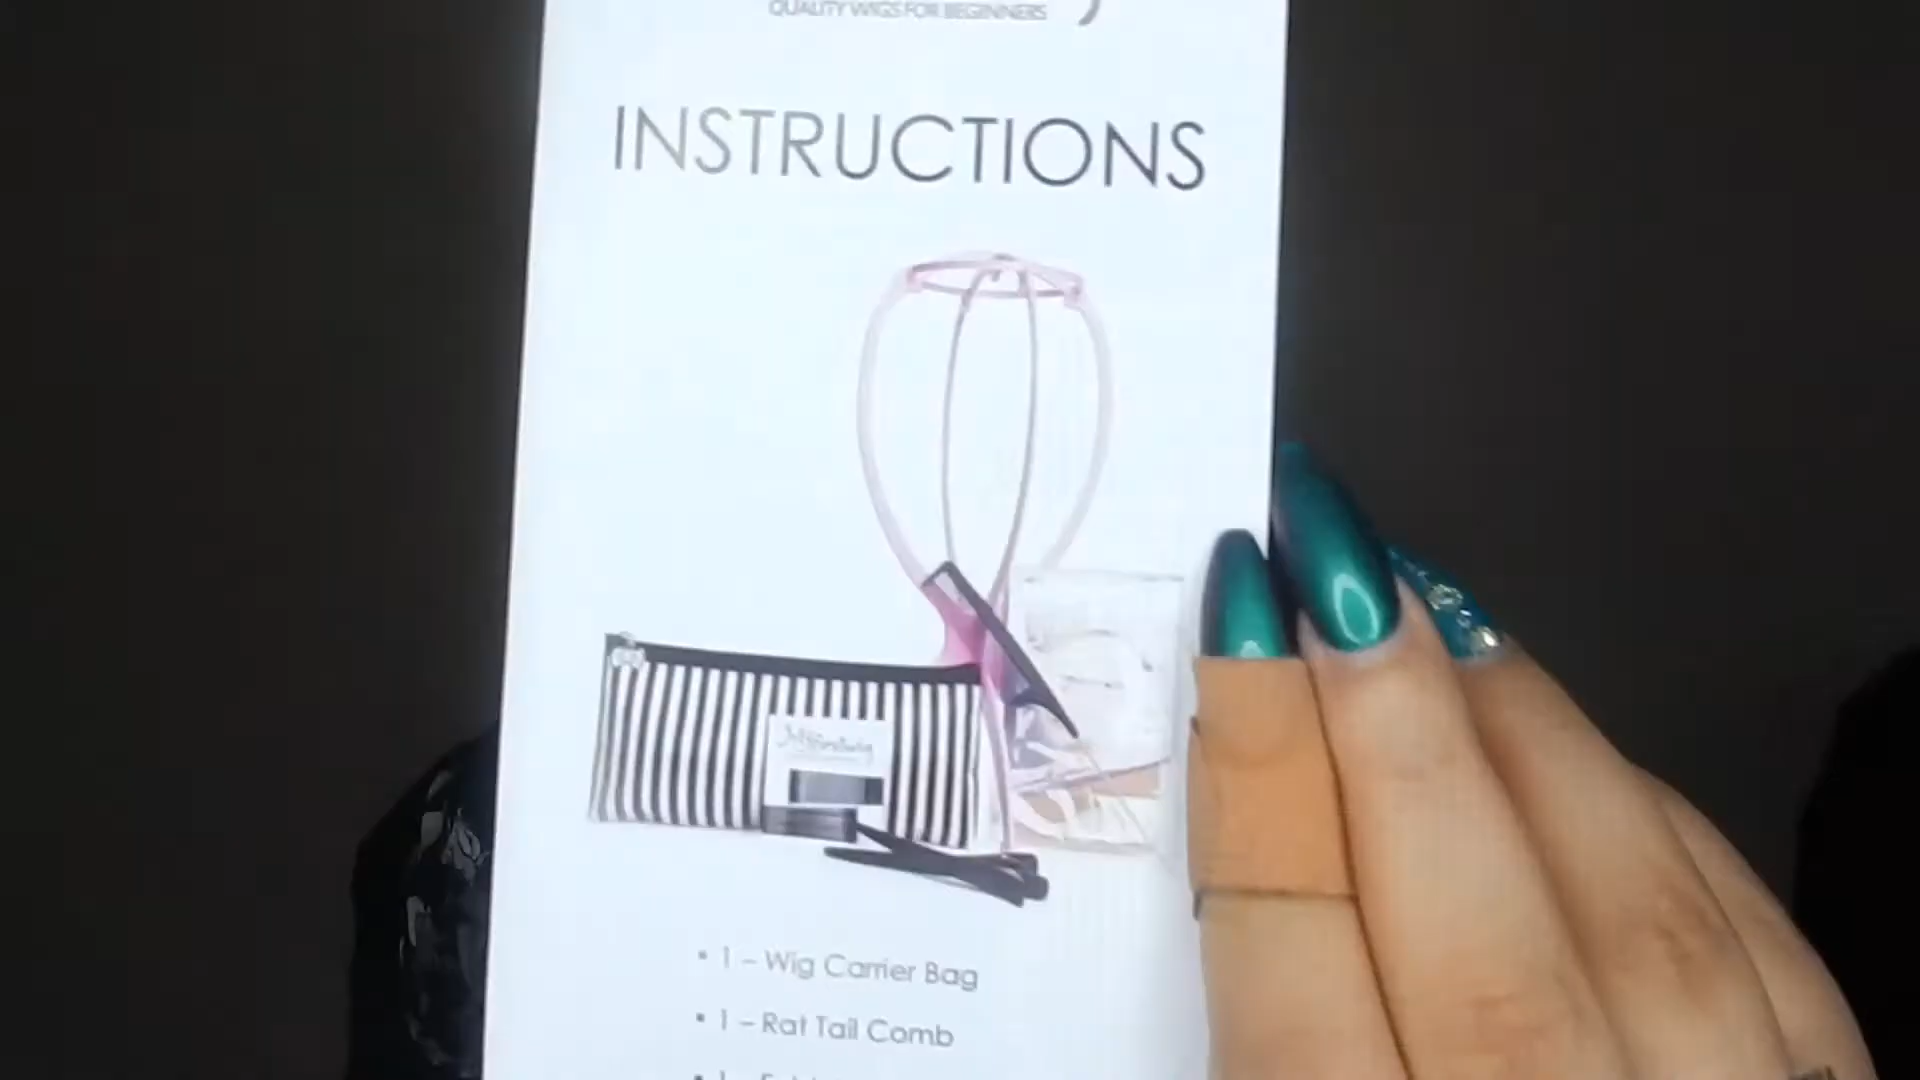 QUALITY WIGS FOR BEGINNERS
INSTRUCTIONS
• 1 – Wig Carrier Bag
• 1 – Rat Tail Comb